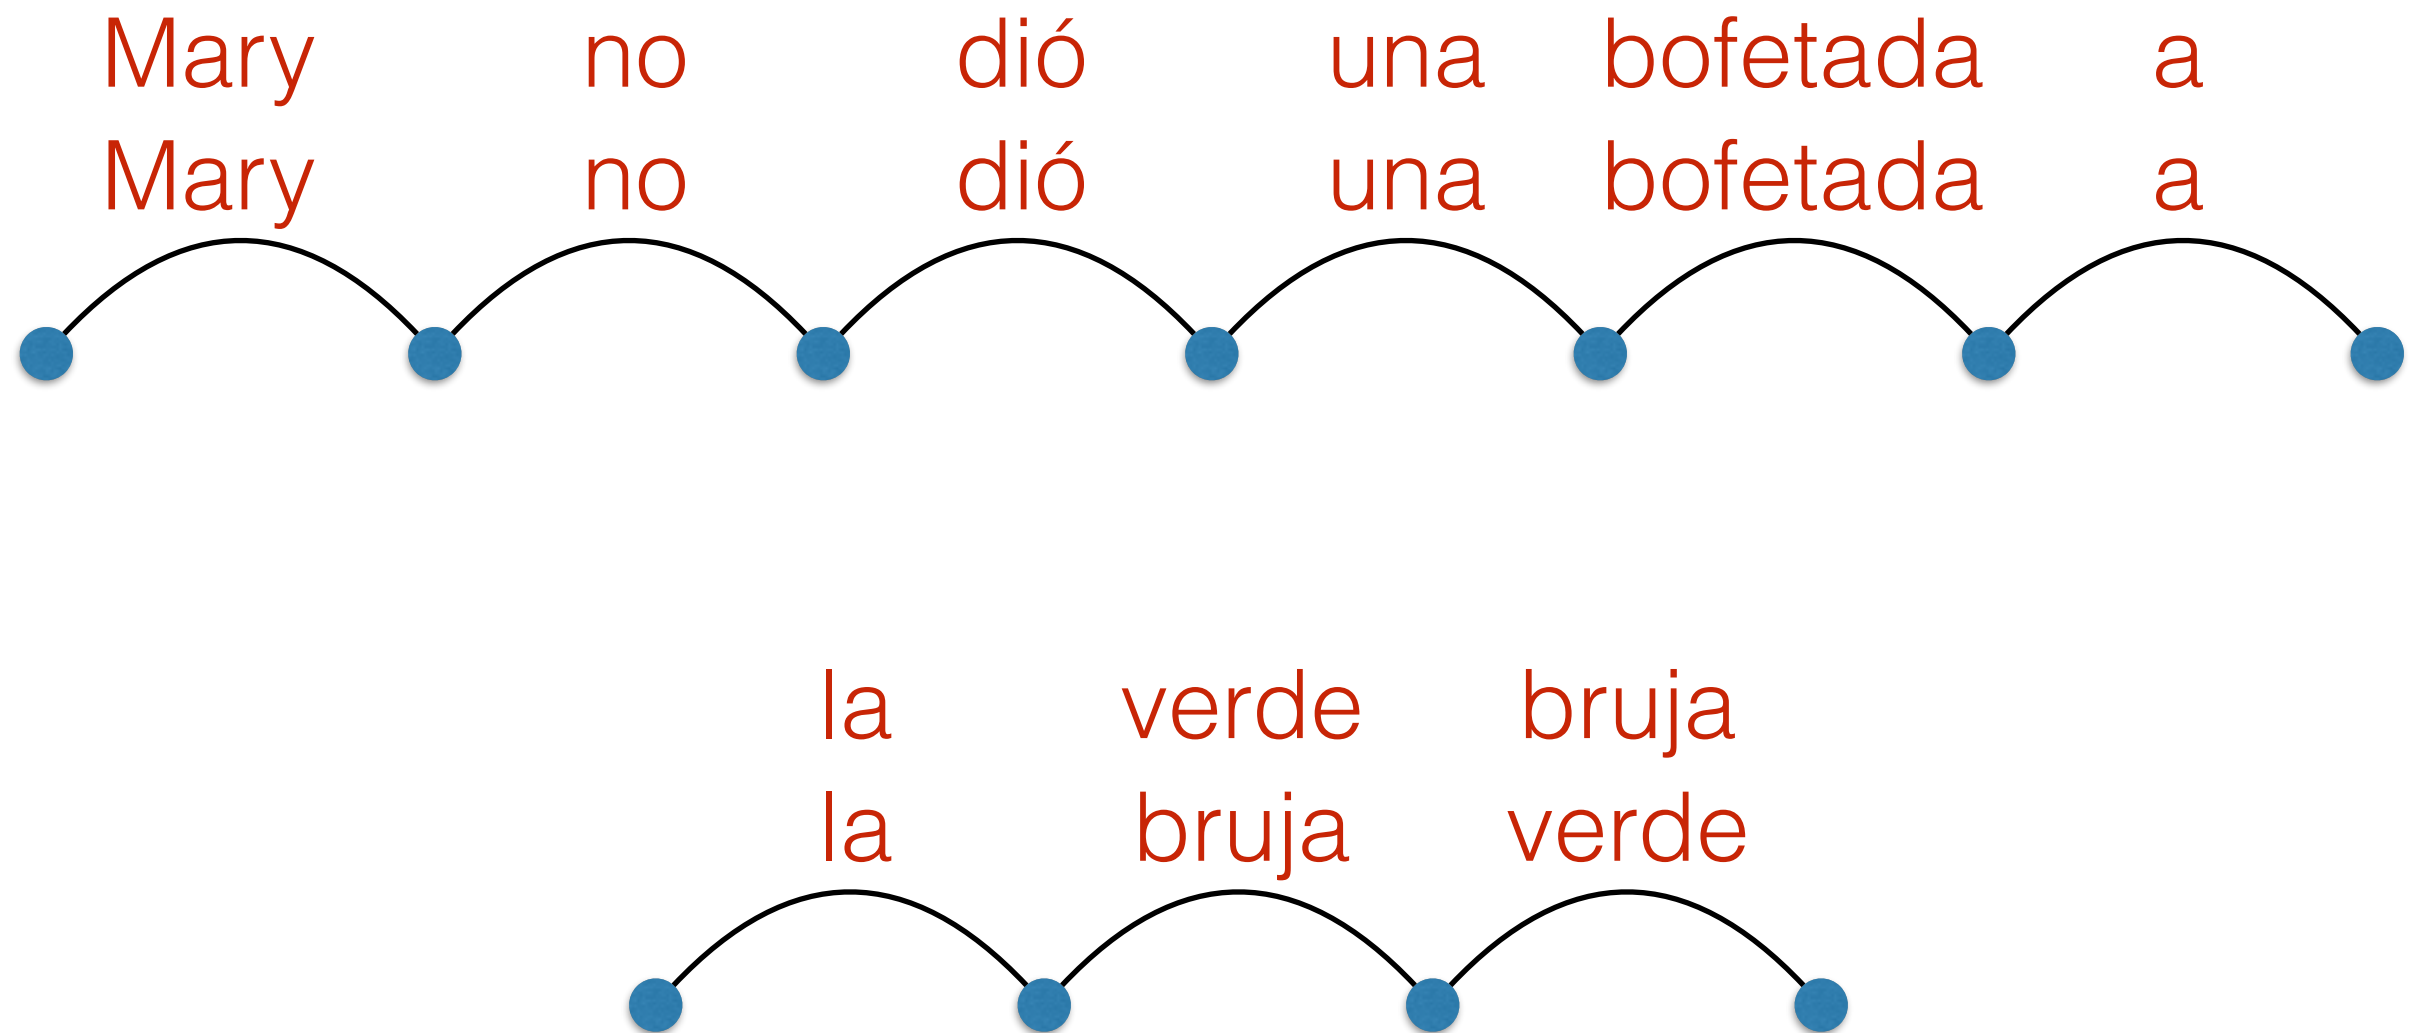 Mary no dió una bofetada a
Mary no dió una bofetada a
la verde bruja
la bruja verde